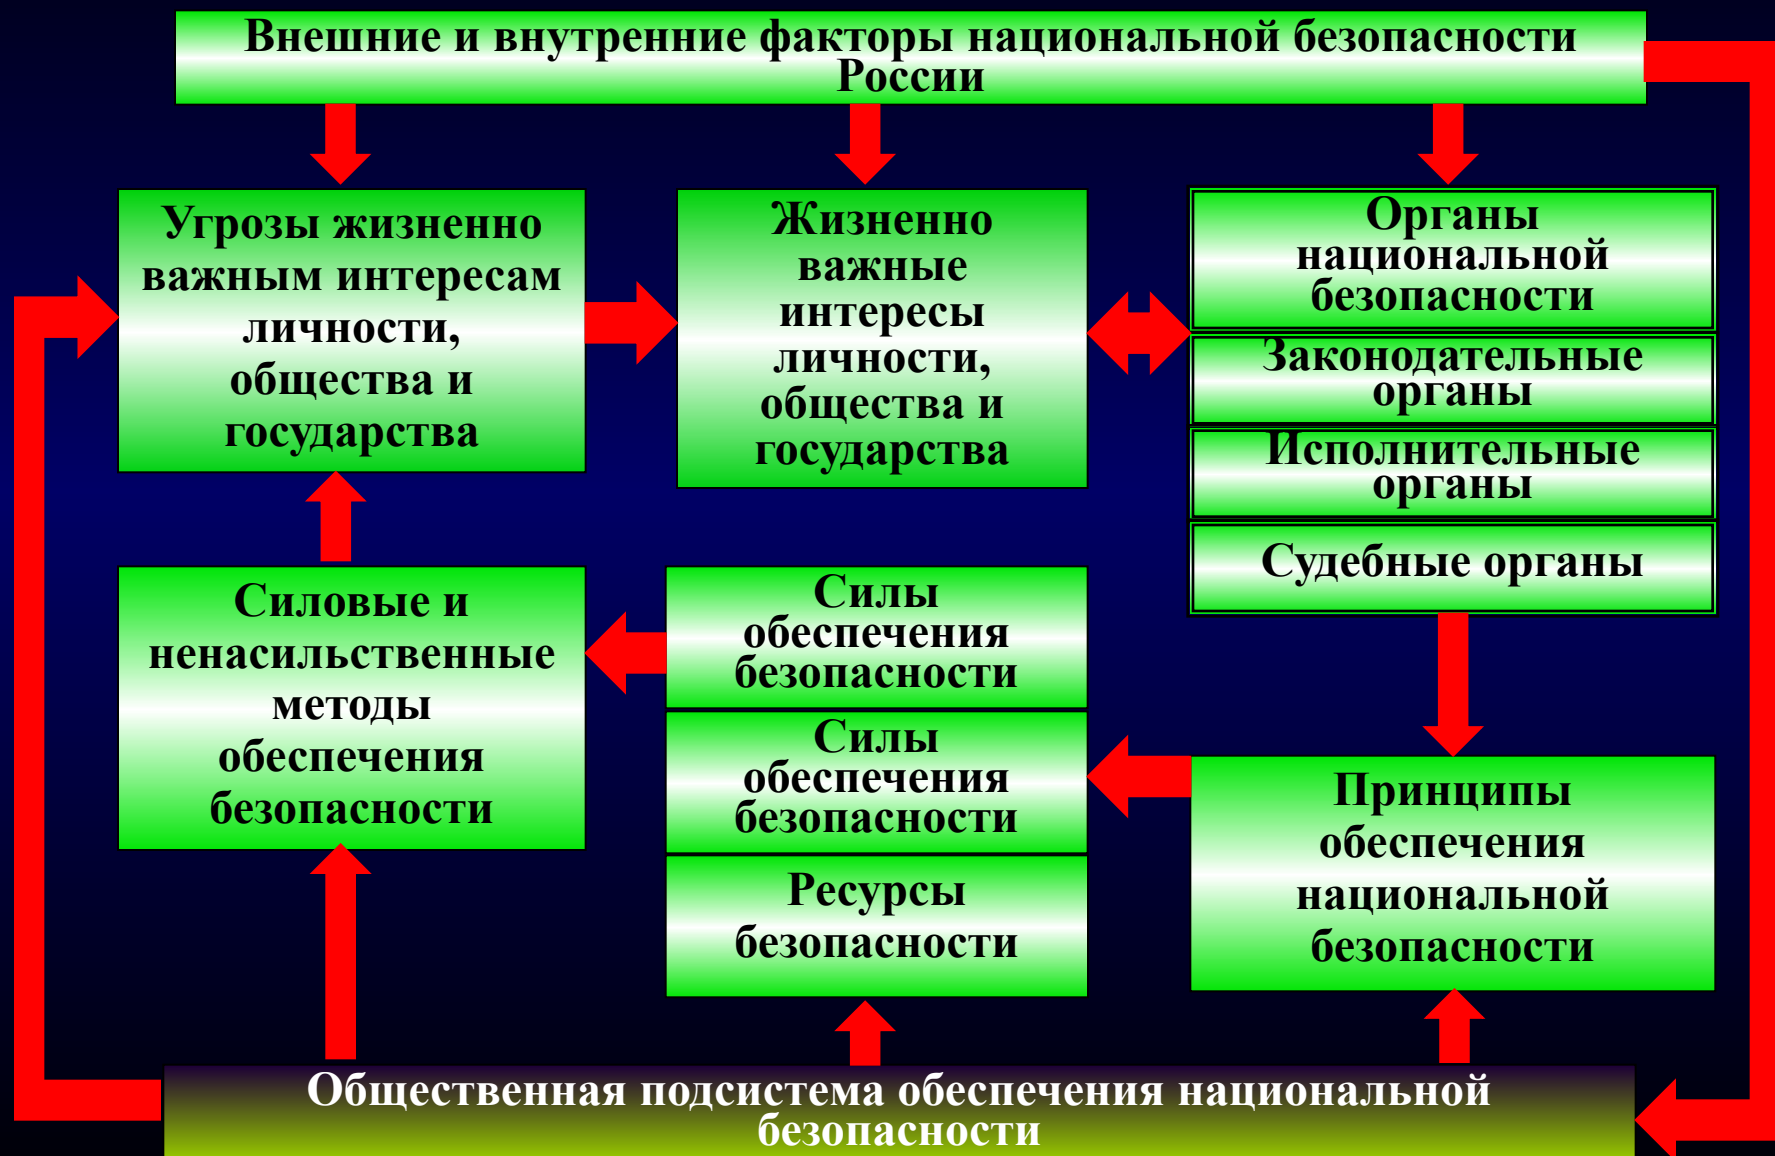 Внешние и внутренние факторы национальной безопасности
России
Угрозы жизненно
важным интересам
личности,
общества и
государства
Жизненно
важные
интересы
личности,
общества и
государства
Органы
национальной
безопасности
Законодательные
органы
Исполнительные
органы
Судебные органы
Силовые и
ненасильственные
методы
обеспечения
безопасности
Силы
обеспечения
безопасности
Силы
обеспечения
безопасности
Ресурсы
безопасности
Принципы
обеспечения
национальной
безопасности
Общественная подсистема обеспечения национальной
безопасности